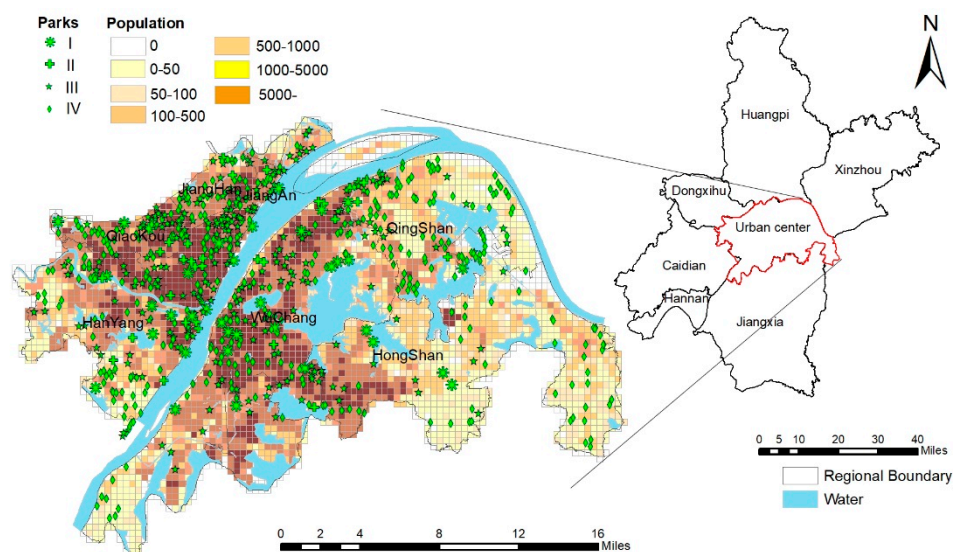 Parks
I
II
III
IV
Population
0
0-50
50-100
100-500
500-1000
1000-5000
5000-
N
JiangHan
JiangAn
QiaoKou
QingShan
HanYang
WuChang
HongShan
0 2 4 8 12 16
Miles
Huangpi
Xinzhou
Dongxihu
Urban center
Caidian
Hannan
Jiangxia
0 5 10 20 30 40
Miles
Regional Boundary
Water